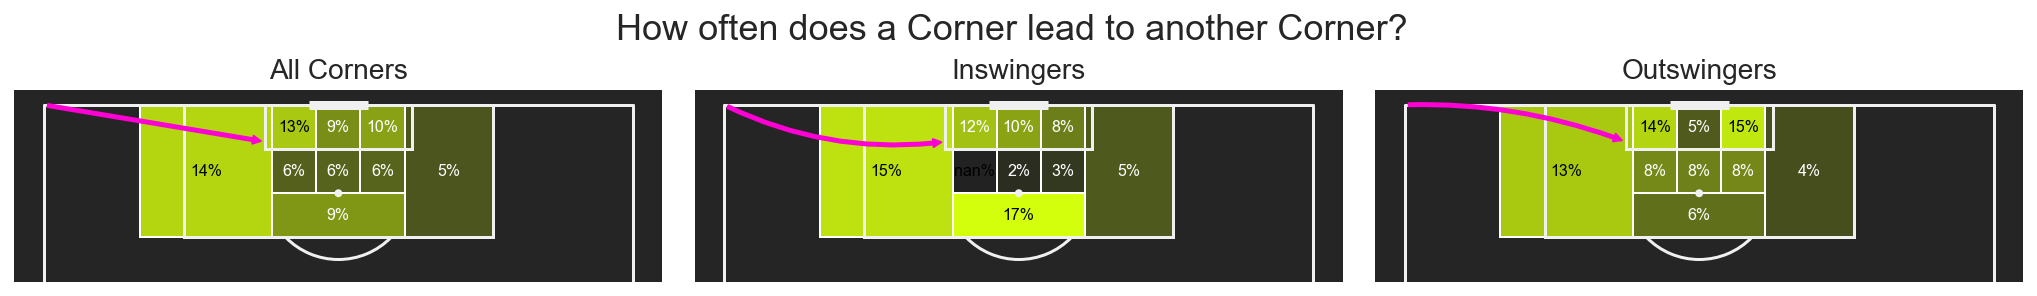 How often does a Corner lead to another Corner?
All Corners
13% 9% 10%
14% 6% 6% 6% 5%
9%
Inswingers
12% 10% 8%
15% nan% 2% 3% 5%
17%
Outswingers
14% 5% 15%
13% 8% 8% 8% 4%
6%